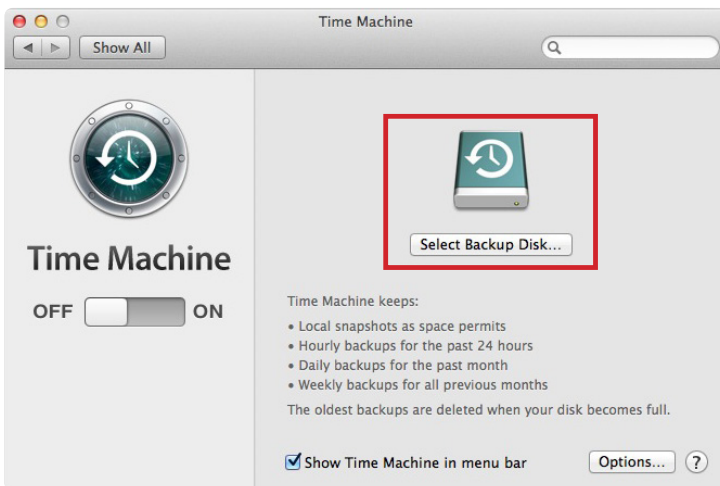 Time Machine
Show All
Select Backup Disk...
Time Machine
OFF ON
Time Machine keeps:
• Local snapshots as space permits
• Hourly backups for the past 24 hours
• Daily backups for the past month
• Weekly backups for all previous months
The oldest backups are deleted when your disk becomes full.
Show Time Machine in menu bar
Options... ?